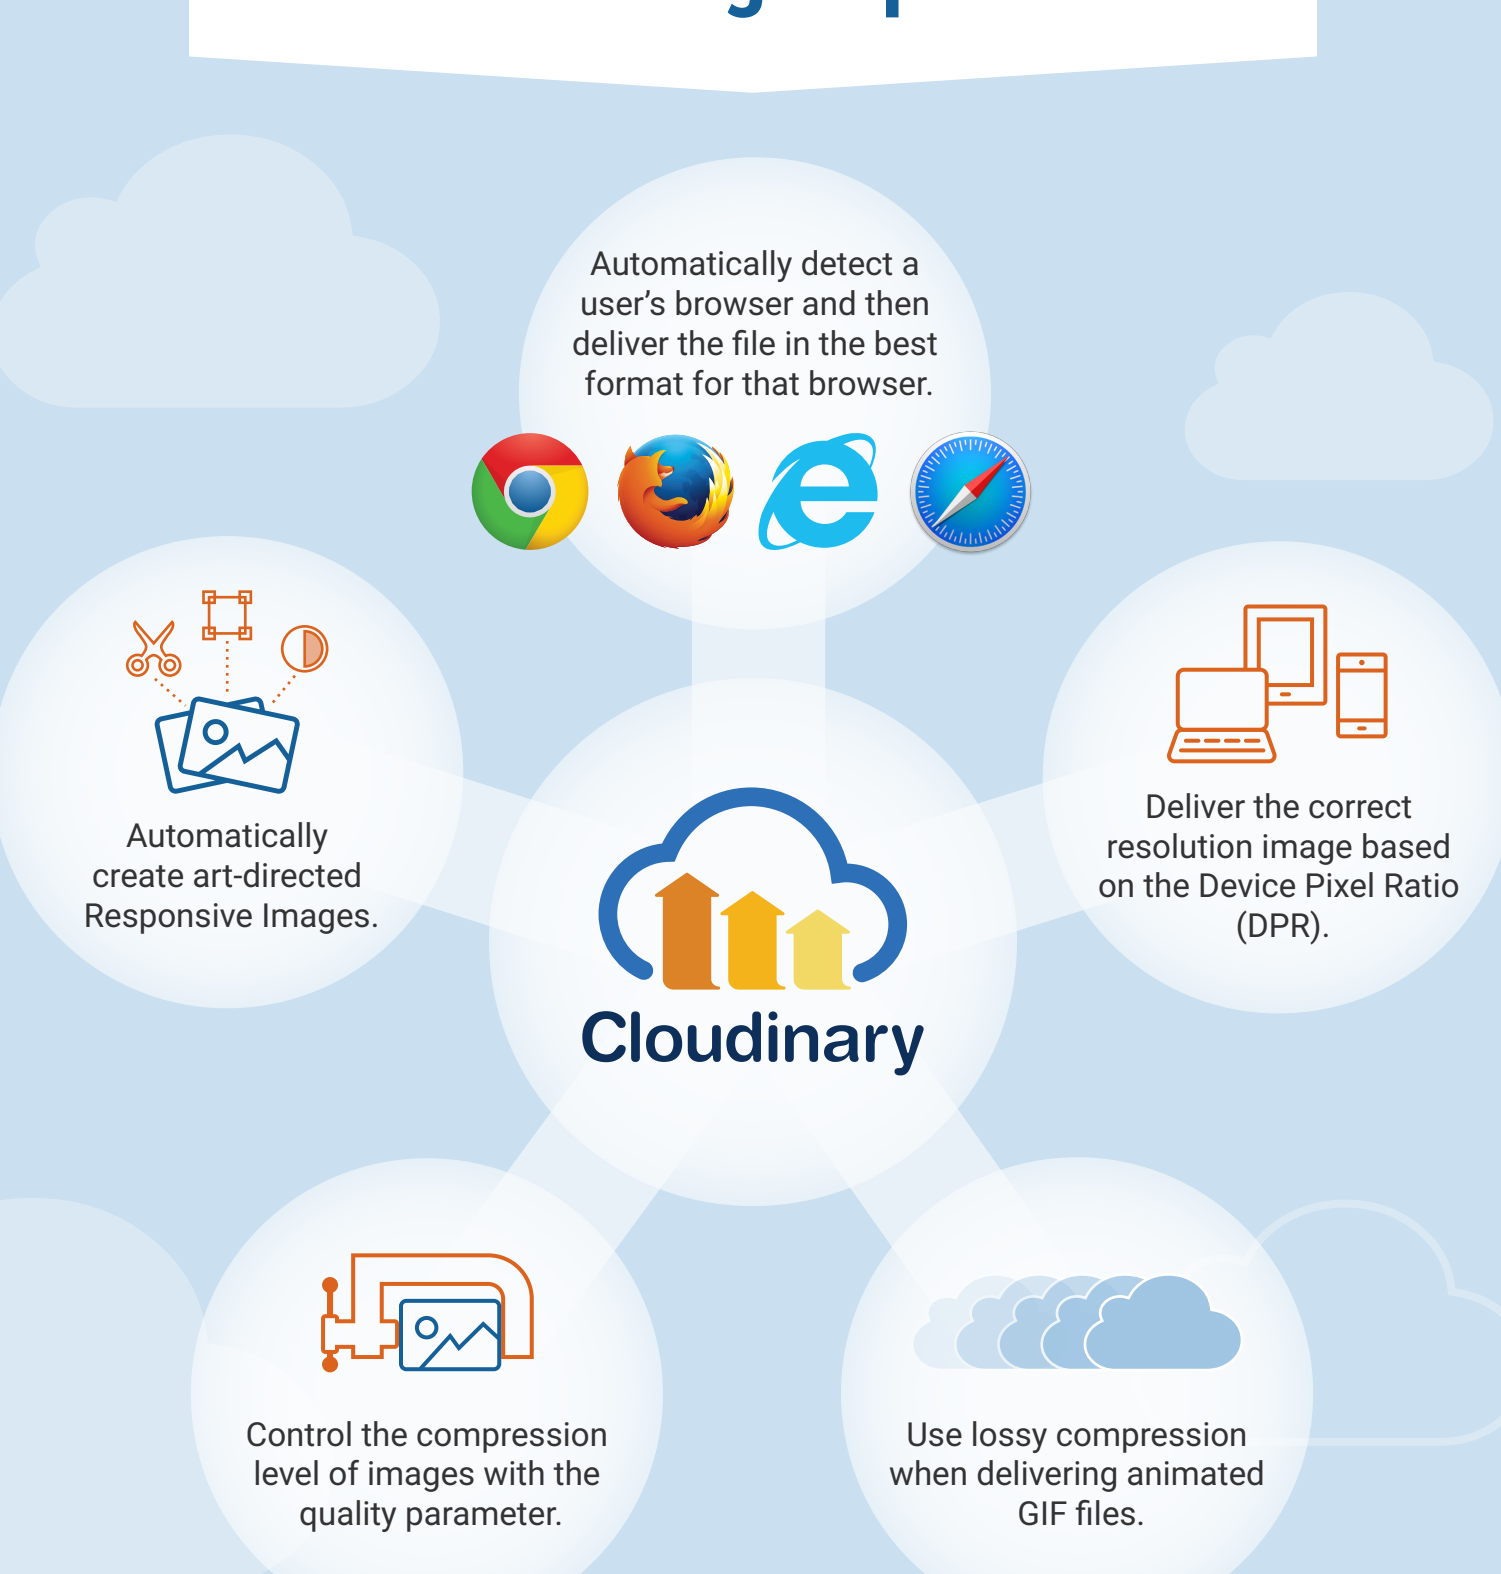 Automatically detect a
user’s browser and then
deliver the file in the best
format for that browser.
Automatically
create art-directed
Responsive Images.
Deliver the correct
resolution image based
on the Device Pixel Ratio
(DPR).
Cloudinary
Control the compression
level of images with the
quality parameter.
Use lossy compression
when delivering animated
GIF files.